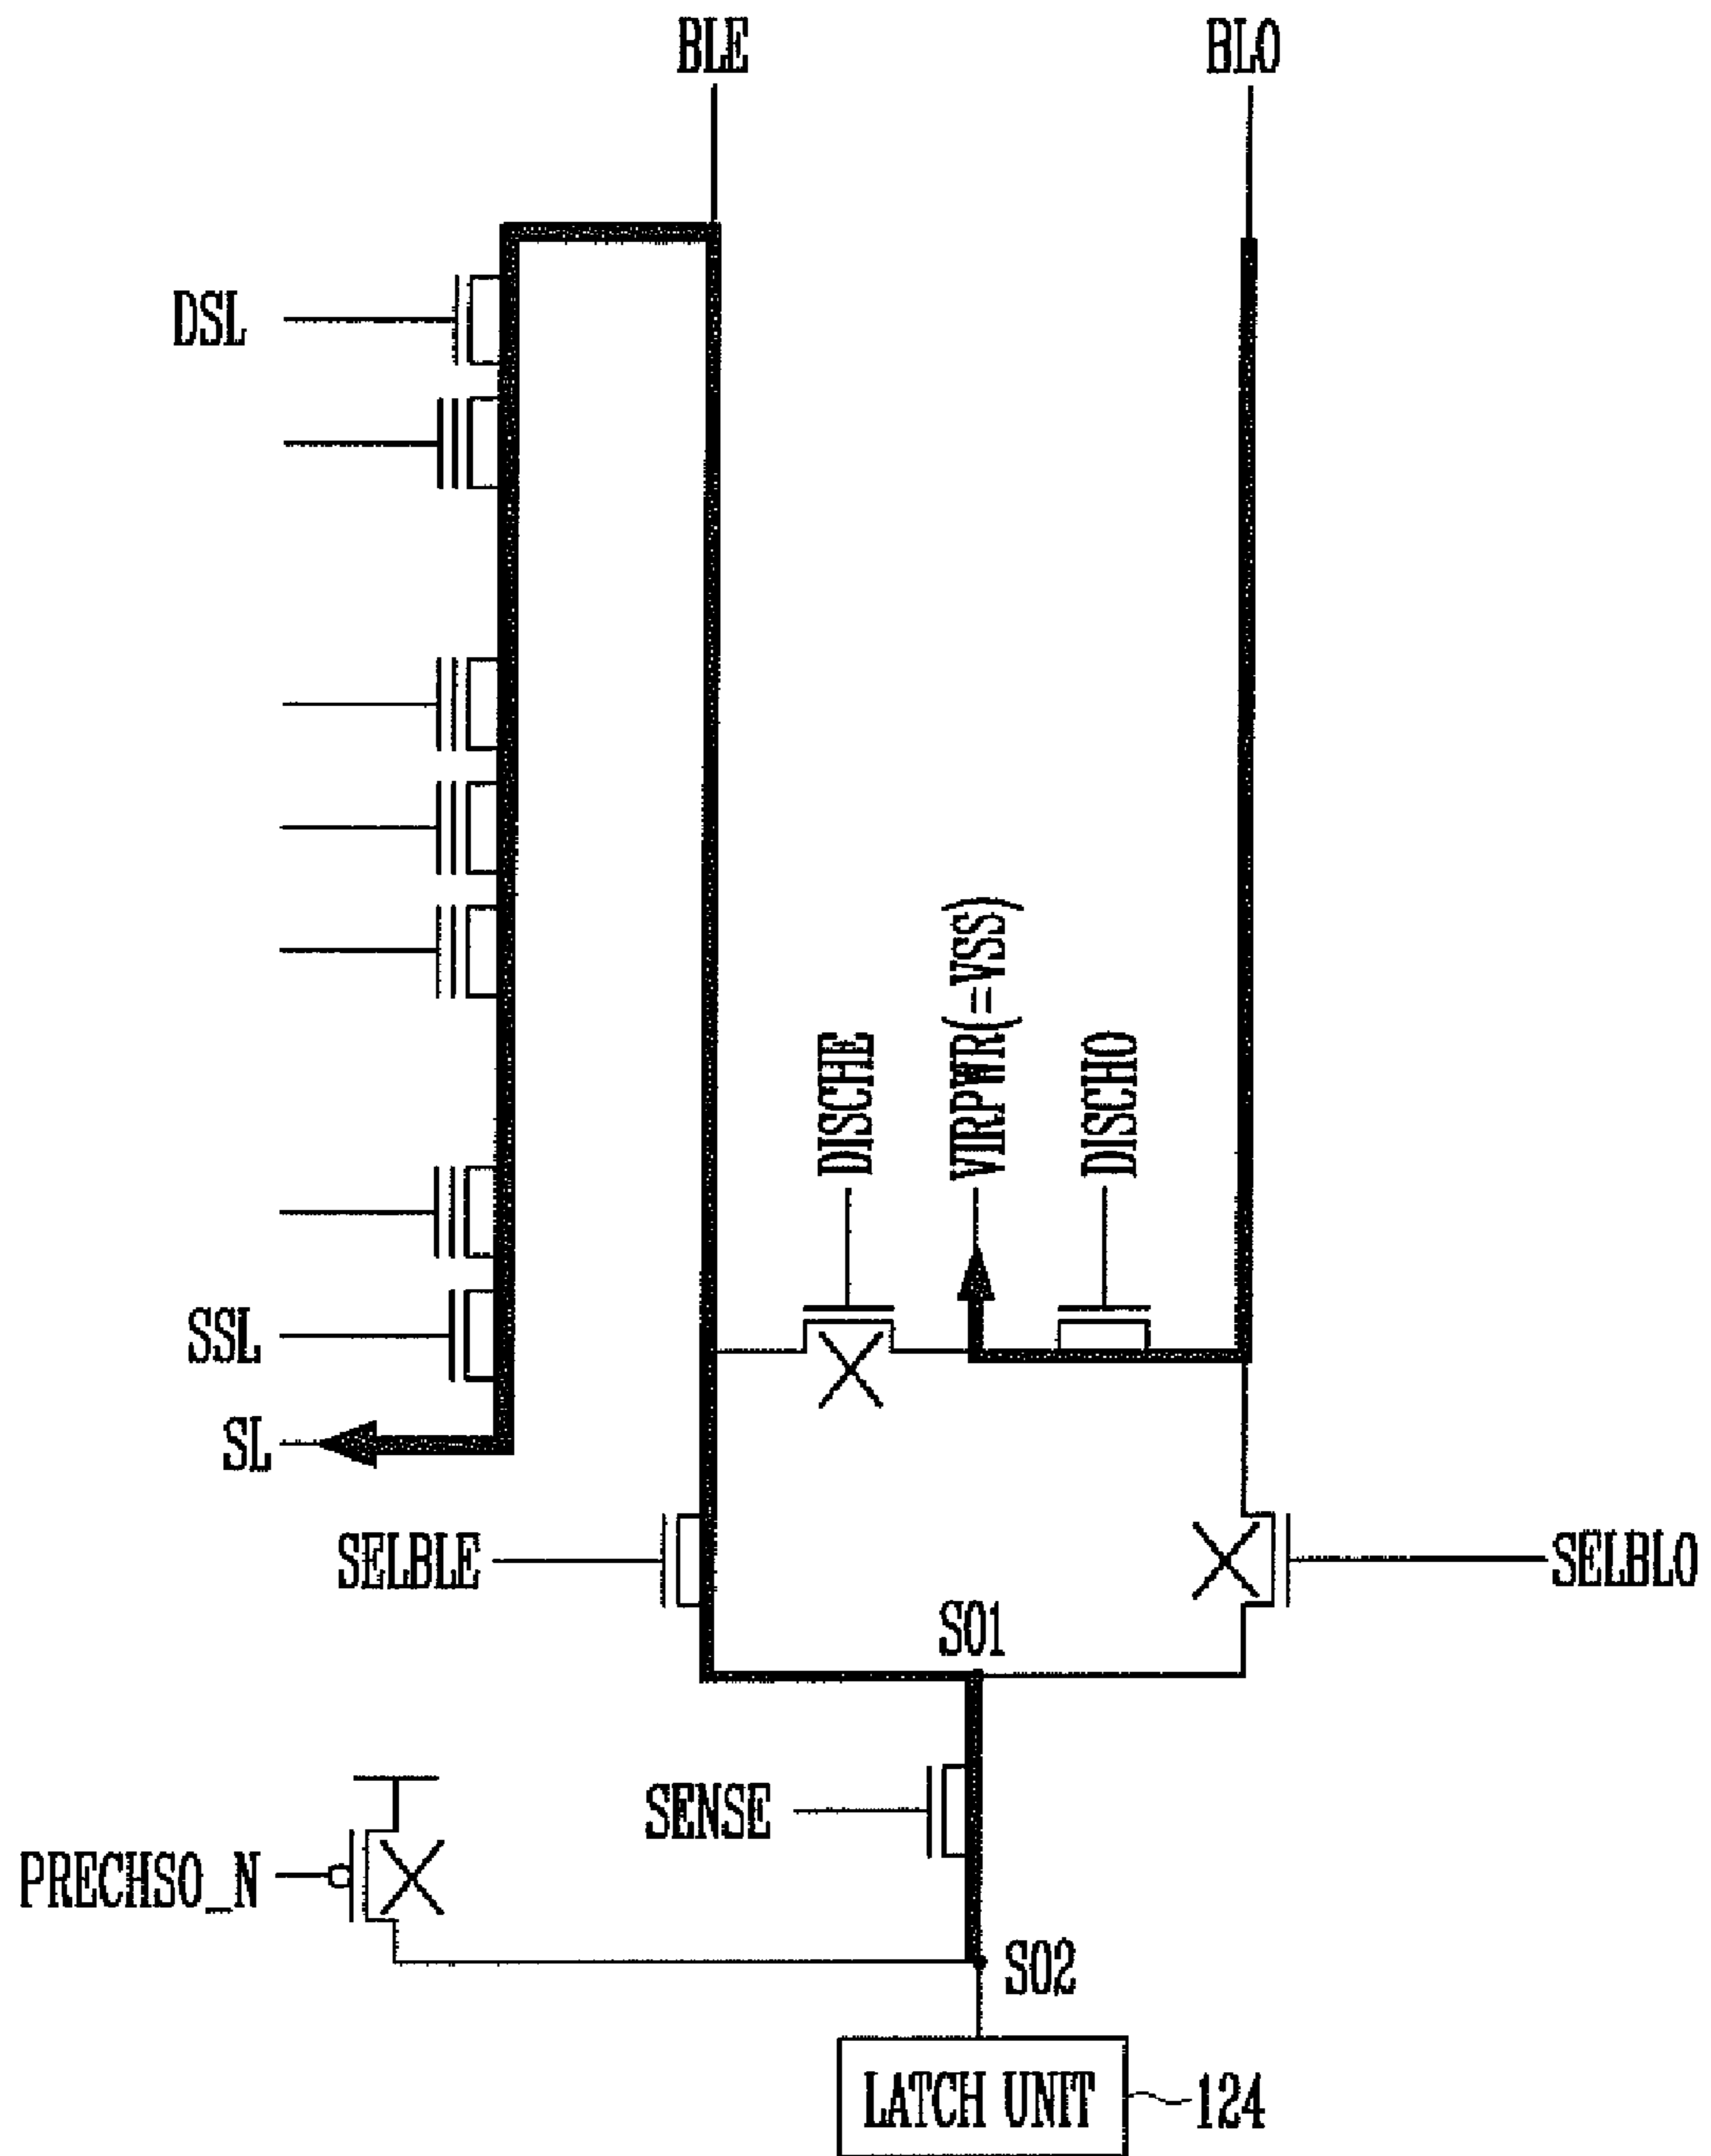 BLE
BLO
DSL
DISCHE
VIRPWR(=VSS)
DISCHO
SSL
SL
SELBLE
SELBLO
SO1
SENSE
PRECHSO_N
SO2
LATCH UNIT
124